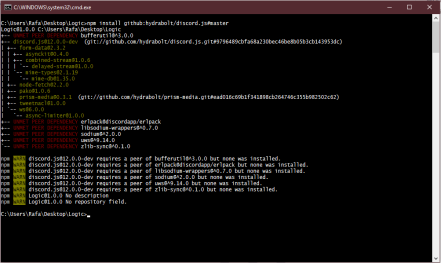 C:\WINDOWS\system32\cmd.exe
C:\Users\Rafa\Desktop\Logic>npm install github:hydrabolt/discord.js#master
Logic@1.0.0 C:\Users\Rafa\Desktop\Logic
+-- UNMET PEER DEPENDENCY bufferutil@^3.0.0
+-- discord.js@12.0.0-dev (git://github.com/hydrabolt/discord.js.git#
| +-- form-data@2.3.2
| | +-- asynckit@0.4.0
| | +-- combined-stream@1.0.6
| | | `-- delayed-stream@1.0.0
| | `-- mime-types@2.1.19
| |   `-- mime-db@1.35.0
| +-- node-fetch@2.2.0
| +-- pako@1.0.6
| +-- prism-media@0.3.1 (git://github.com/hydrabolt/prism-media.git#
| +-- tweetnacl@1.0.0
| `-- ws@6.0.0
|   `-- async-limiter@1.0.0
+-- UNMET PEER DEPENDENCY erlpack@discordapp/erlpack
+-- UNMET PEER DEPENDENCY libsodium-wrappers@^0.7.0
+-- UNMET PEER DEPENDENCY sodium@^2.0.0
+-- UNMET PEER DEPENDENCY uws@^9.14.0
`-- UNMET PEER DEPENDENCY zlib-sync@^0.1.0
npm WARN discord.js@12.0.0-dev requires a peer of bufferutil@^3.0.0 but none was installed.
npm WARN discord.js@12.0.0-dev requires a peer of erlpack@discordapp/erlpack but none was installed.
npm WARN discord.js@12.0.0-dev requires a peer of libsodium-wrappers@^0.7.0 but none was installed.
npm WARN discord.js@12.0.0-dev requires a peer of sodium@^2.0.0 but none was installed.
npm WARN discord.js@12.0.0-dev requires a peer of uws@^9.14.0 but none was installed.
npm WARN discord.js@12.0.0-dev requires a peer of zlib-sync@^0.1.0 but none was installed.
npm WARN Logic@1.0.0 No description
npm WARN Logic@1.0.0 No repository field.
C:\Users\Rafa\Desktop\Logic>